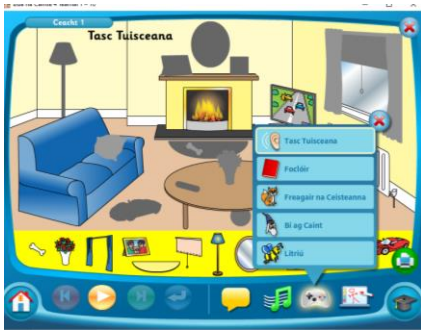 Ceacht 1
Tasc Tuisceana
Tasc Tuisceana
Foclóir
Freagair na Ceisteanna
Bí ag Caint
Litriú